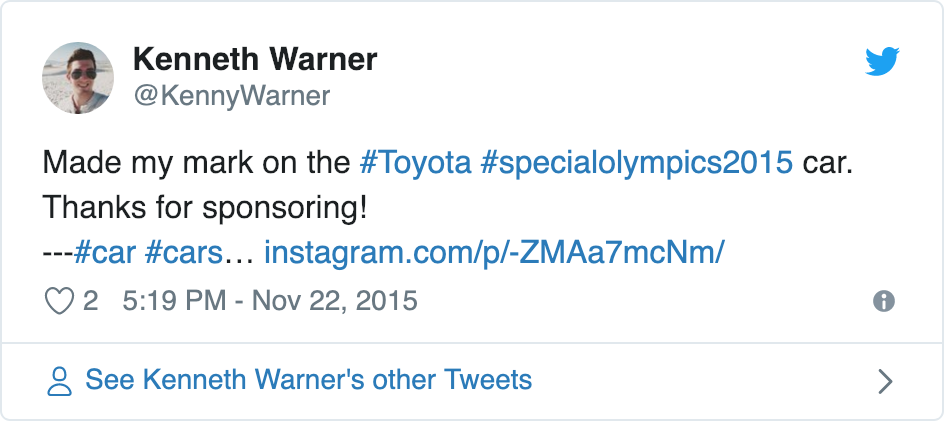 Kenneth Warner
@KennyWarner
Made my mark on the #Toyota #specialolympics2015 car.
Thanks for sponsoring!
---#car #cars… instagram.com/p/-ZMAa7mcNm/
2 5:19 PM - Nov 22, 2015
See Kenneth Warner's other Tweets